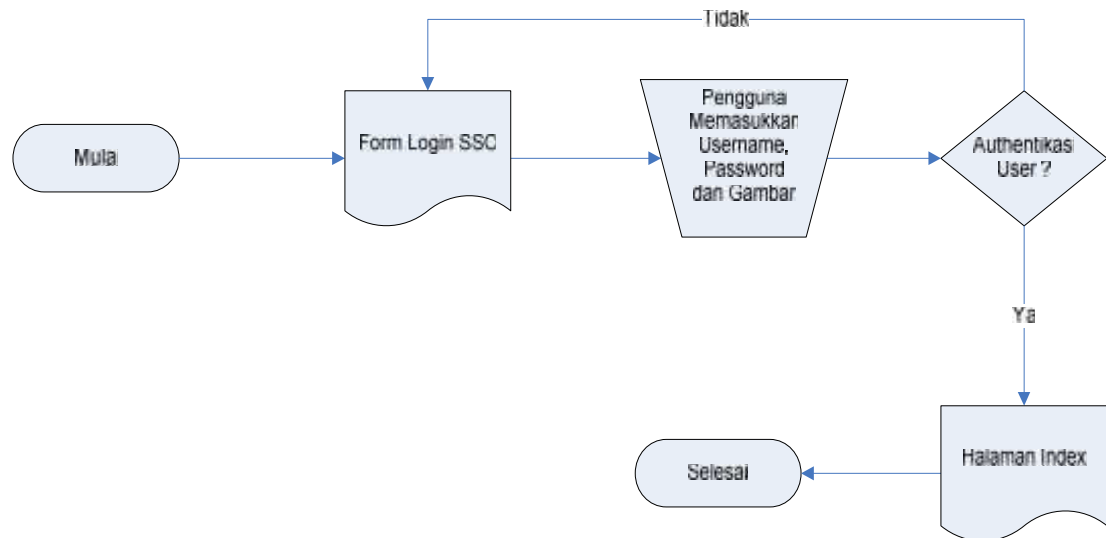 Tidak
Mulai
Form Login SSO
Pengguna
Memasukkan
Username,
Password
dan Gambar
Authentikasi
User ?
Ya
Halaman Index
Selesai